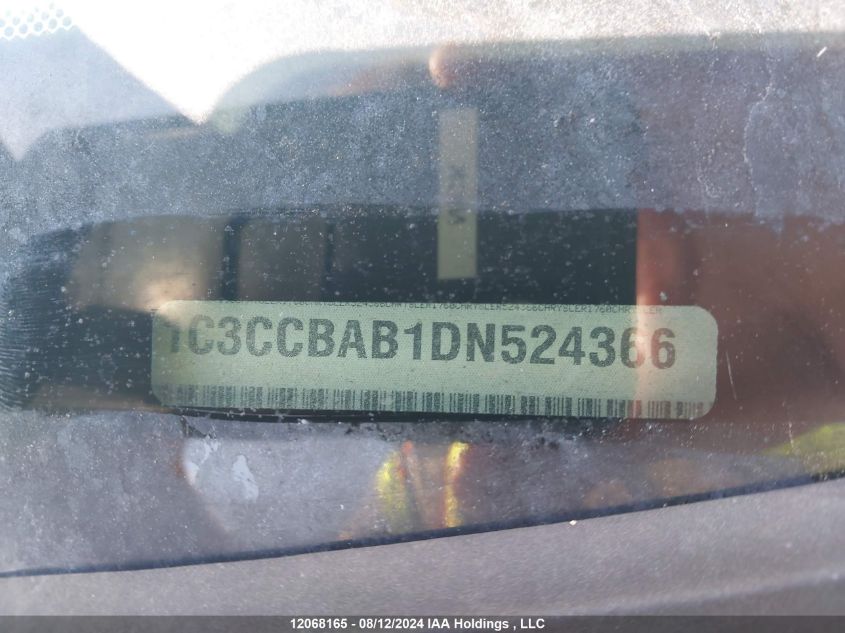 1C3CCBAB1DN524366
12068165 - 08/12/2024 IAA Holdings , LLC